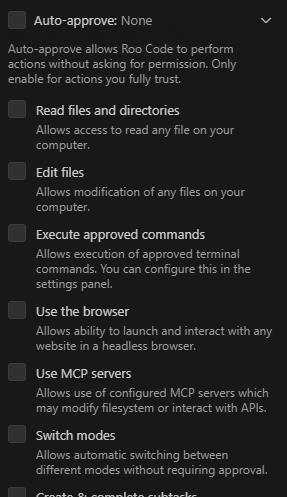 Auto-approve: None
Auto-approve allows Roo Code to perform
actions without asking for permission. Only
enable for actions you fully trust.
Read files and directories
Allows access to read any file on your
computer.
Edit files
Allows modification of any files on your
computer.
Execute approved commands
Allows execution of approved terminal
commands. You can configure this in the
settings panel.
Use the browser
Allows ability to launch and interact with any
website in a headless browser.
Use MCP servers
Allows use of configured MCP servers which
may modify filesystem or interact with APIs.
Switch modes
Allows automatic switching between
different modes without requiring approval.
Create & complete subtasks